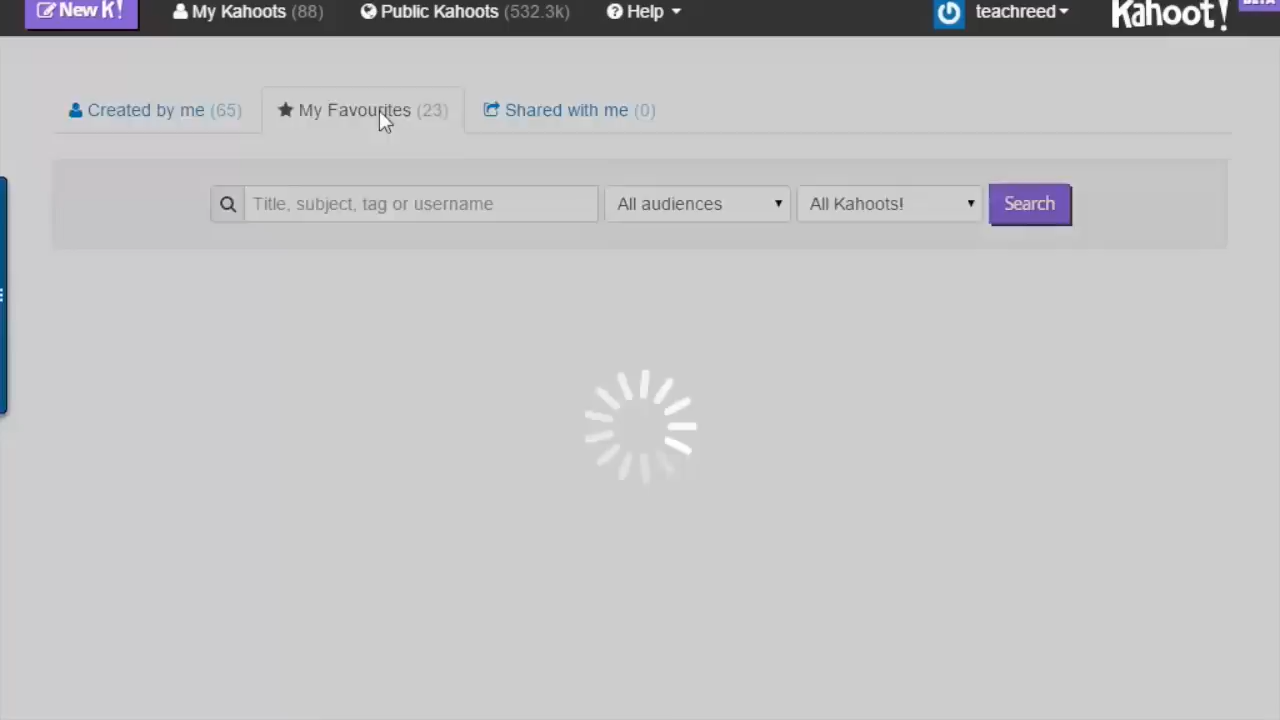 New K! My Kahoots (88) Public Kahoots (532.3k) Help teachreed Kahoot! BETA
Created by me (65) My Favourites (23) Shared with me (0)
Title, subject, tag or username All audiences All Kahoots! Search